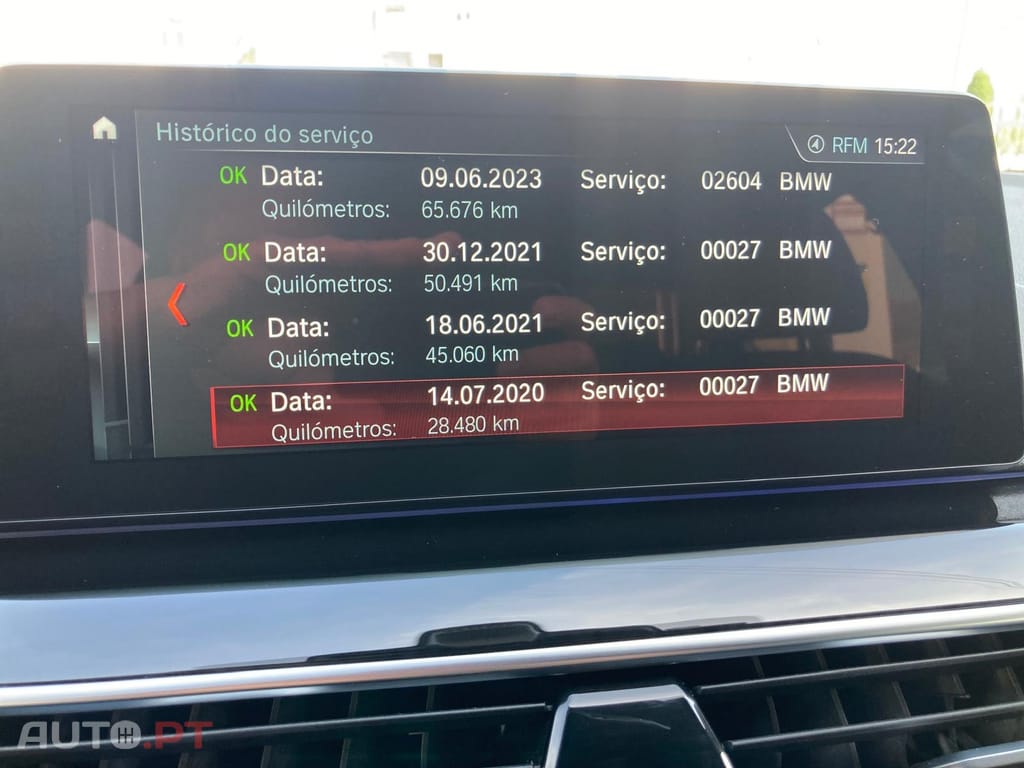 Histórico do serviço
RFM 15:22
OK Data: 09.06.2023 Serviço: 02604 BMW
Quilómetros: 65.676 km
OK Data: 30.12.2021 Serviço: 00027 BMW
Quilómetros: 50.491 km
OK Data: 18.06.2021 Serviço: 00027 BMW
Quilómetros: 45.060 km
OK Data: 14.07.2020 Serviço: 00027 BMW
Quilómetros: 28.480 km
AUTO.PT